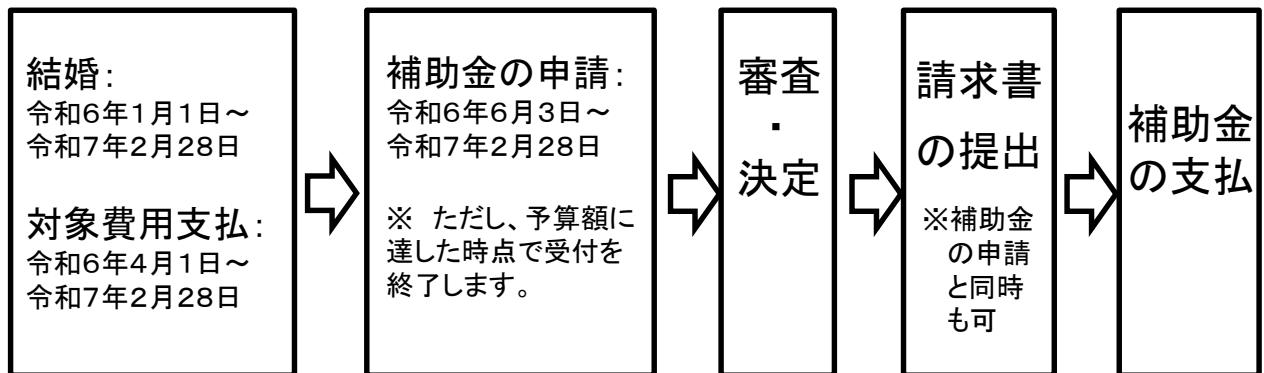 結婚：
令和6年1月1日～
令和7年2月28日
対象費用支払：
令和6年4月1日～
令和7年2月28日
補助金の申請：
令和6年6月3日～
令和7年2月28日
※　ただし、予算額に
達した時点で受付を
終了します。
審査
・
決定
請求書
の提出
※補助金
の申請
と同時
も可
補助金
の支払